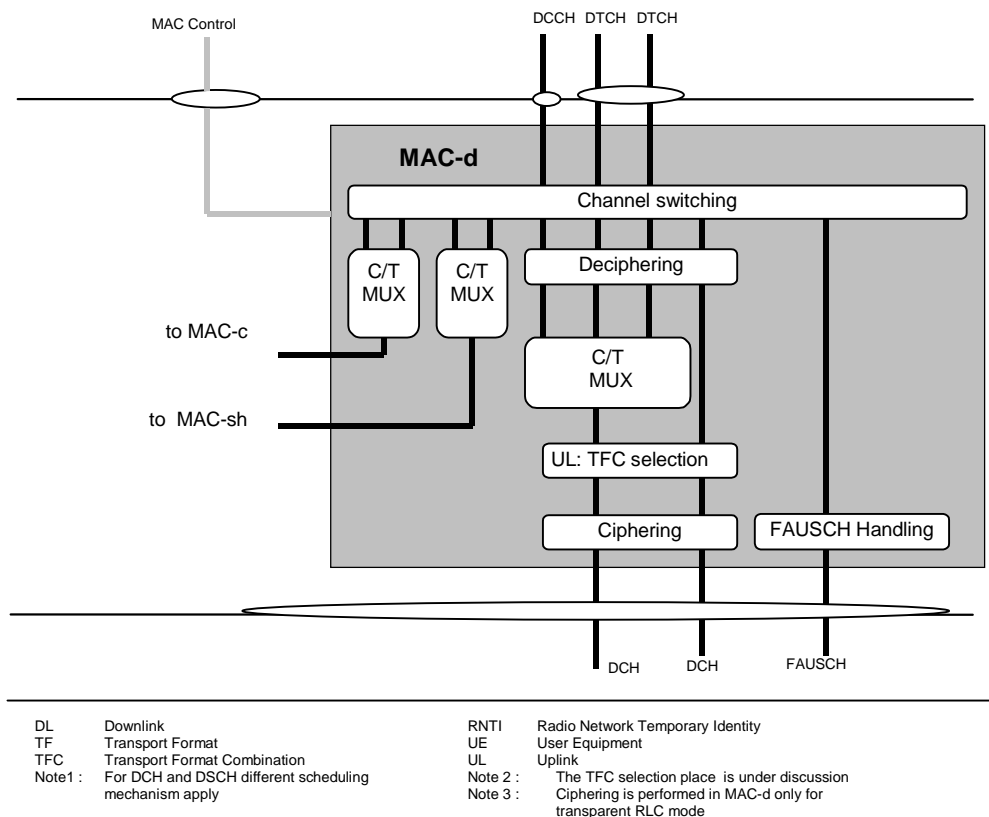 MAC Control
DCCH DTCH DTCH
MAC-d
Channel switching
C/T
MUX
C/T
MUX
Deciphering
to MAC-c
C/T
MUX
to MAC-sh
UL: TFC selection
Ciphering
FAUSCH Handling
DCH
DCH
FAUSCH
DL Downlink
TF Transport Format
TFC Transport Format Combination
Note1 : For DCH and DSCH different scheduling
mechanism apply
RNTI Radio Network Temporary Identity
UE User Equipment
UL Uplink
Note 2 : The TFC selection place is under discussion
Note 3 : Ciphering is performed in MAC-d only for
transparent RLC mode